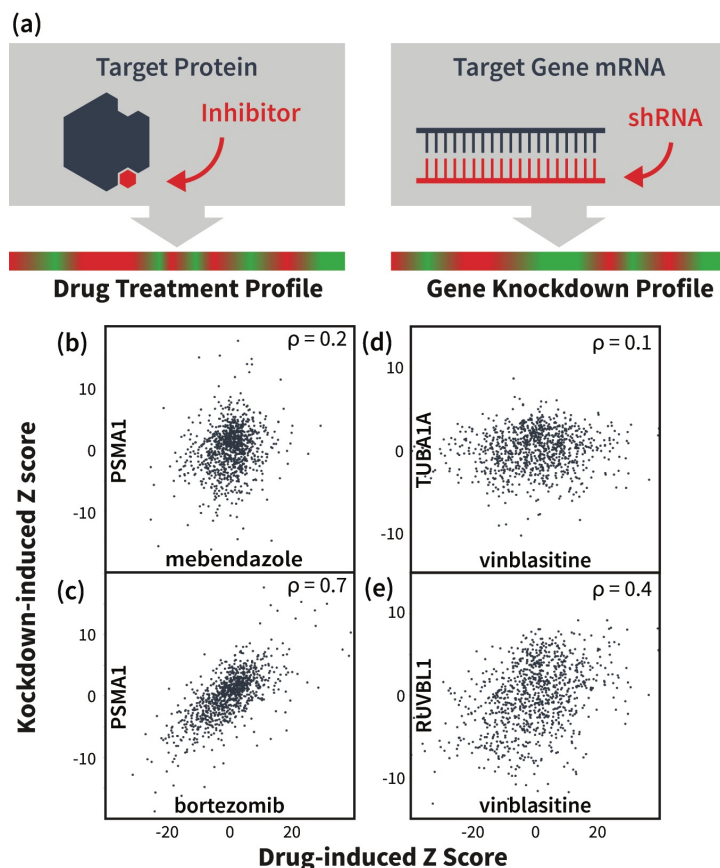 (a)
Target Protein
Inhibitor
Drug Treatment Profile
Target Gene mRNA
shRNA
Gene Knockdown Profile
Kockdown-induced Z score
(b)
ρ = 0.2
10
0
-10
PSMA1
mebendazole
(d)
ρ = 0.1
10
0
-10
TUBA1A
vinblasitine
(c)
ρ = 0.7
10
0
-10
PSMA1
bortezomib
-20 0 20
(e)
ρ = 0.4
10
0
-10
RUVBL1
vinblasitine
-20 0 20
Drug-induced Z Score